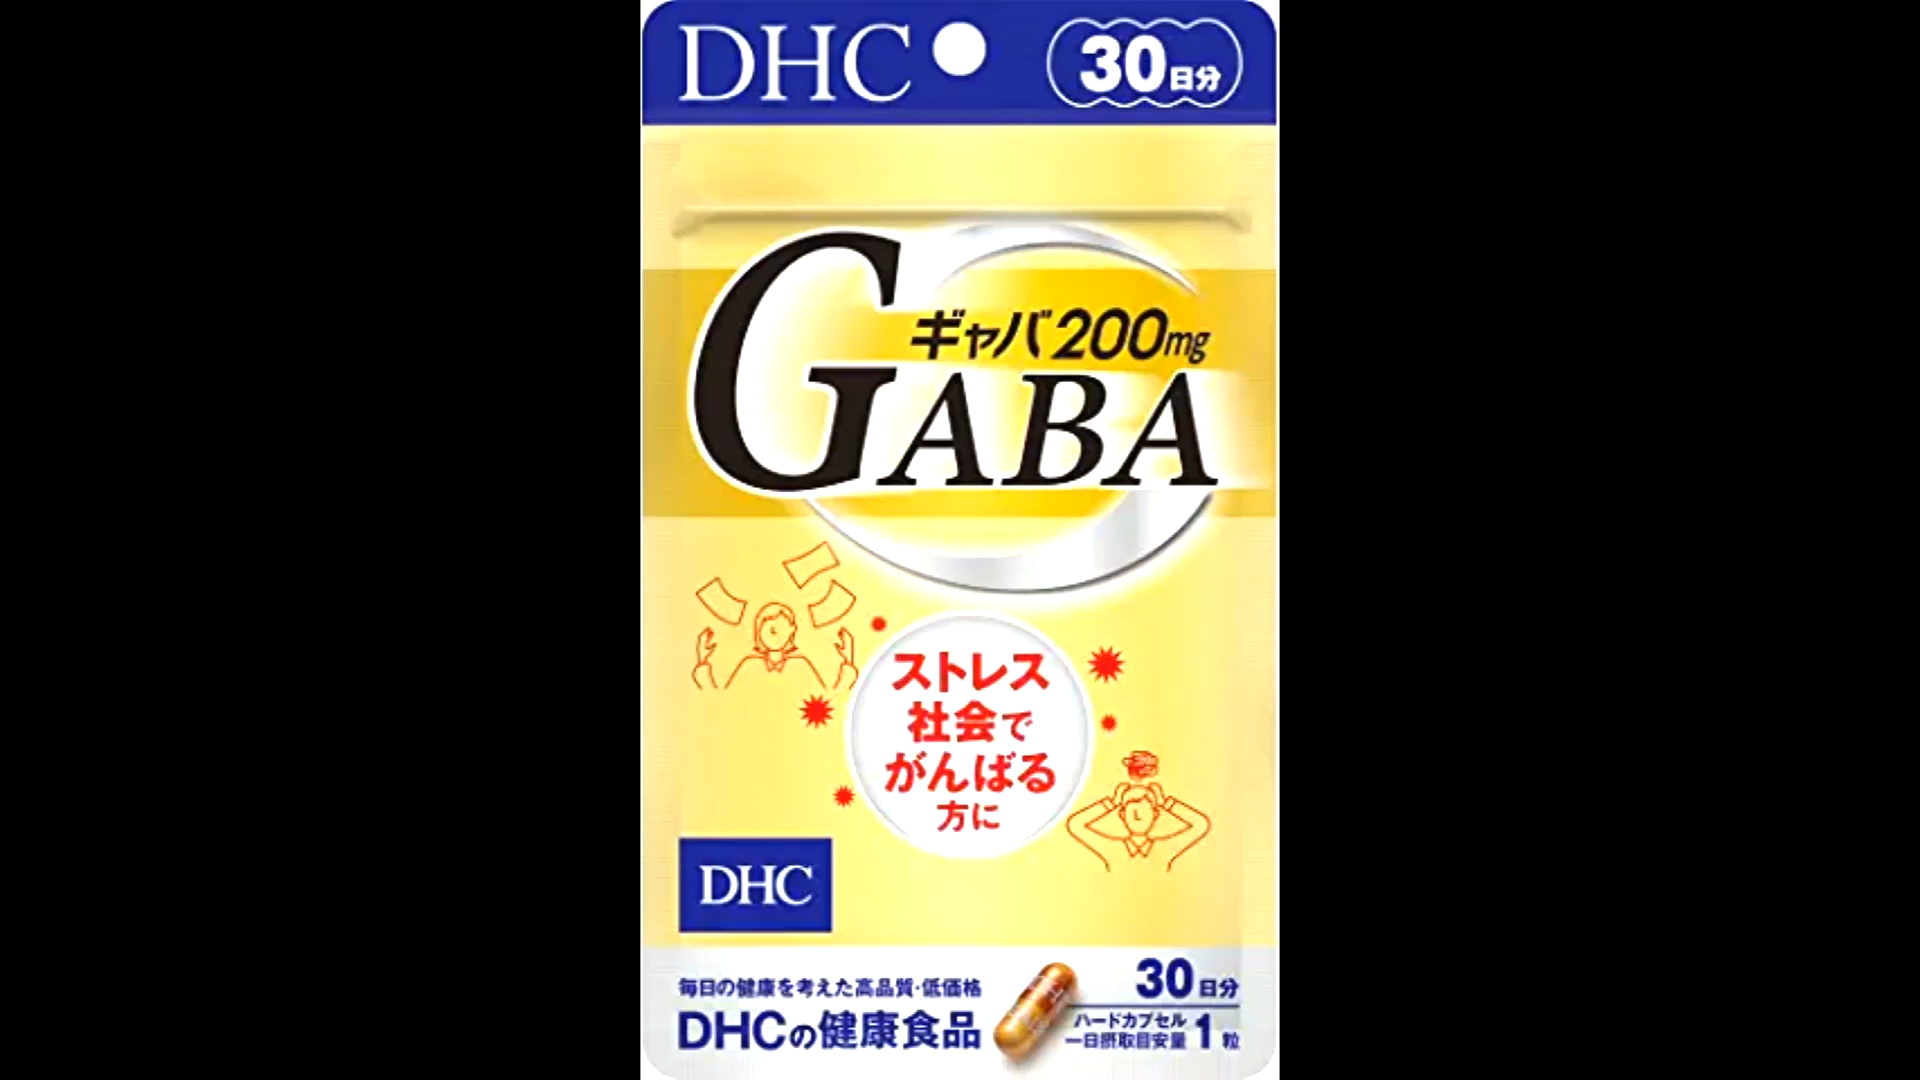 DHC
30日分
ギャバ200mg
GABA
ストレス
社会で
がんばる
方に
DHC
毎日の健康を考えた高品質・低価格
DHCの健康食品
30日分
ハードカプセル
一日摂取目安量 1粒